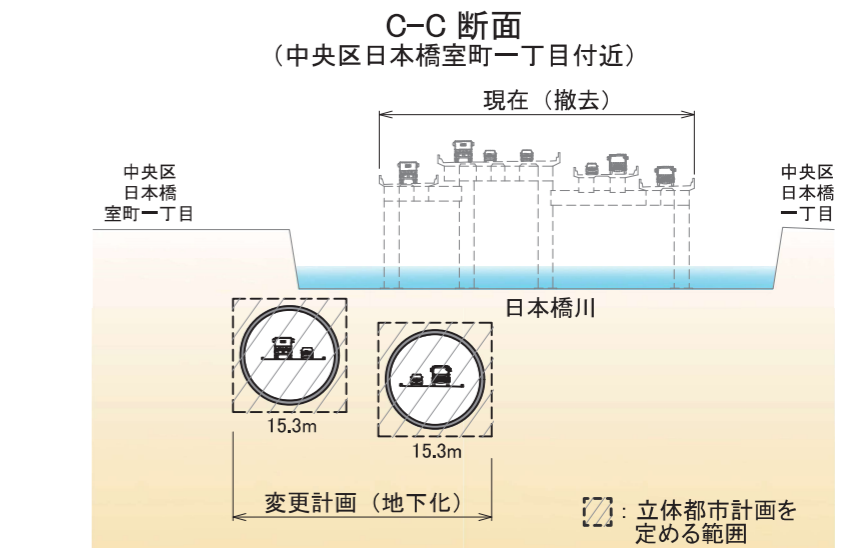 C-C 断面
（中央区日本橋室町一丁目付近）
現在（撤去）
中央区
日本橋
室町一丁目
中央区
日本橋
一丁目
日本橋川
15.3m
15.3m
変更計画（地下化）
：立体都市計画を
定める範囲